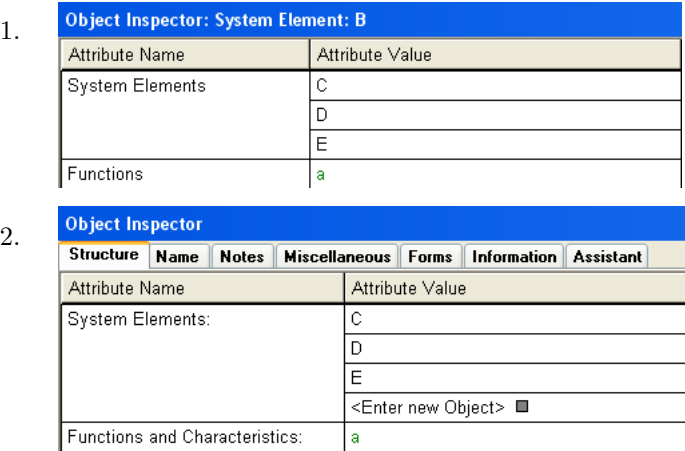 1.
Object Inspector: System Element: B
Attribute Name Attribute Value
System Elements C
D
E
Functions a
2.
Object Inspector
Structure Name Notes Miscellaneous Forms Information Assistant
Attribute Name Attribute Value
System Elements: C
D
E
<Enter new Object>
Functions and Characteristics: a